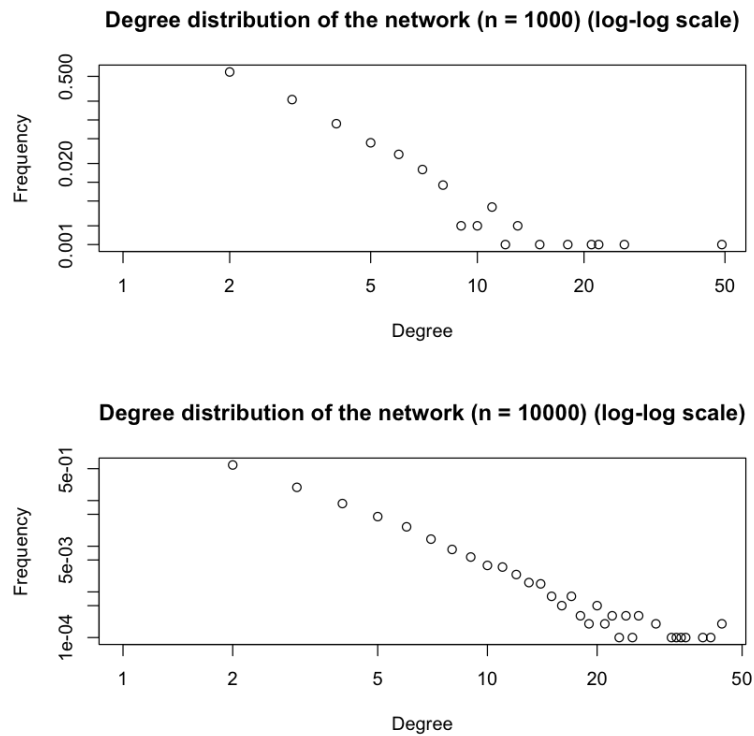 Degree distribution of the network (n = 1000) (log-log scale)
0.500
0.020
0.001
Frequency
1 2 5 10 20 50
Degree
Degree distribution of the network (n = 10000) (log-log scale)
5e-01
5e-03
1e-04
Frequency
1 2 5 10 20 50
Degree